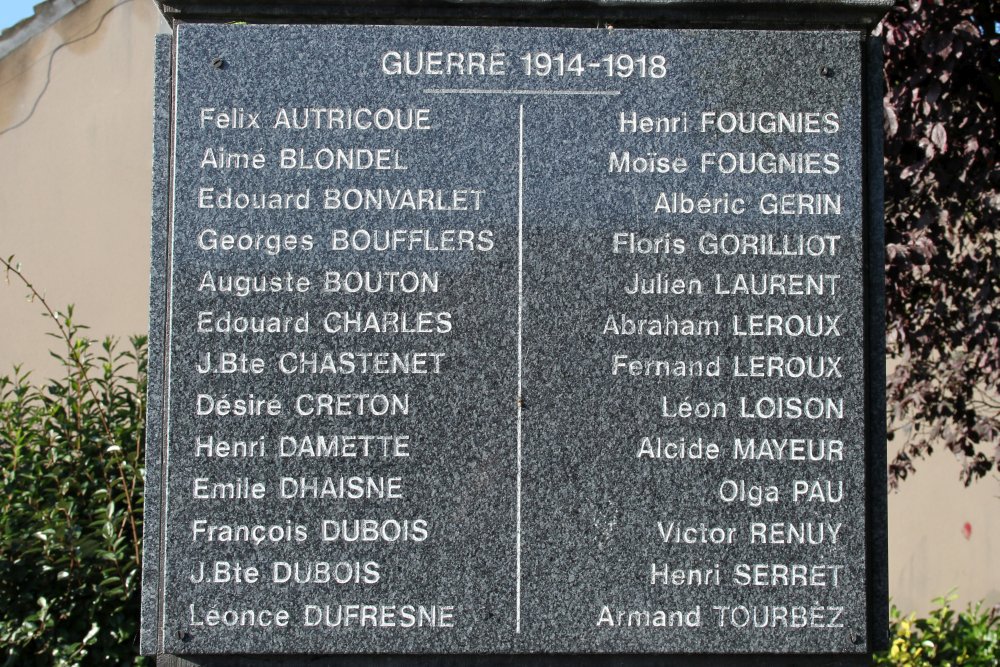 GUERRE 1914-1918
Félix AUTRICOUE
Aimé BLONDEL
Edouard BONVARLET
Georges BOUFFLERS
Auguste BOUTON
Edouard CHARLES
J.Bte CHASTENET
Désiré CRETON
Henri DAMETTE
Emile DHAISNE
François DUBOIS
J.Bte DUBOIS
Léonce DUFRESNE
Henri FOUGNIES
Moïse FOUGNIES
Albéric GERIN
Floris GORILLIOT
Julien LAURENT
Abraham LEROUX
Fernand LEROUX
Léon LOISON
Alcide MAYEUR
Olga PAU
Victor RENUY
Henri SERRET
Armand TOURBEZ